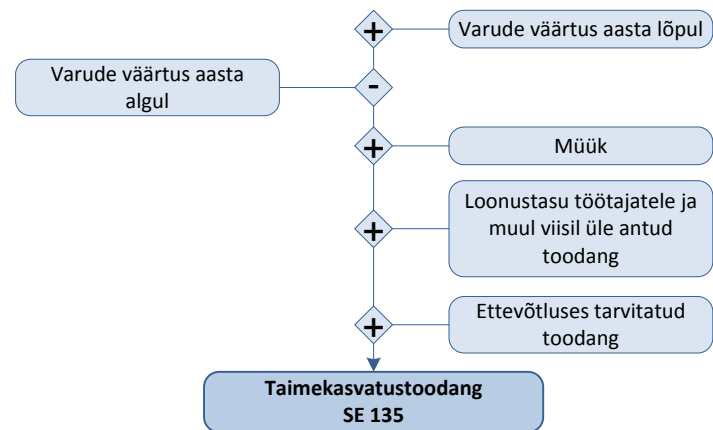 +
Varude väärtus aasta lõpul
Varude väärtus aasta
algul
-
+
Müük
+
Loonustasu töötajatele ja
muul viisil üle antud
toodang
+
Ettevõtluses tarvitatud
toodang
Taimekasvatustoodang
SE 135